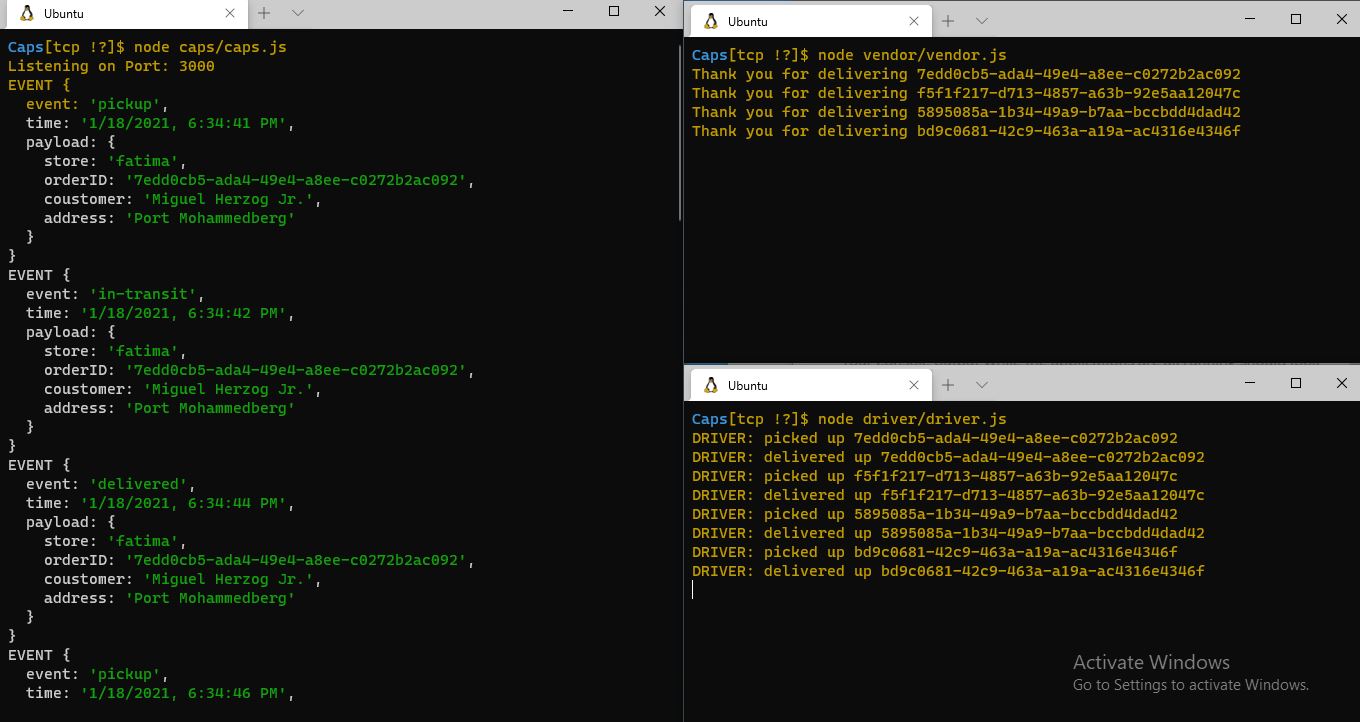 Ubuntu
Caps[tcp !?]$ node caps/caps.js
Listening on Port: 3000
EVENT {
  event: 'pickup',
  time: '1/18/2021, 6:34:41 PM',
  payload: {
    store: 'fatima',
    orderID: '7edd0cb5-ada4-49e4-a8ee-c0272b2ac092',
    coustomer: 'Miguel Herzog Jr.',
    address: 'Port Mohammedberg'
  }
}
EVENT {
  event: 'in-transit',
  time: '1/18/2021, 6:34:42 PM',
  payload: {
    store: 'fatima',
    orderID: '7edd0cb5-ada4-49e4-a8ee-c0272b2ac092',
    coustomer: 'Miguel Herzog Jr.',
    address: 'Port Mohammedberg'
  }
}
EVENT {
  event: 'delivered',
  time: '1/18/2021, 6:34:44 PM',
  payload: {
    store: 'fatima',
    orderID: '7edd0cb5-ada4-49e4-a8ee-c0272b2ac092',
    coustomer: 'Miguel Herzog Jr.',
    address: 'Port Mohammedberg'
  }
}
EVENT {
  event: 'pickup',
  time: '1/18/2021, 6:34:46 PM',
Ubuntu
Caps[tcp !?]$ node vendor/vendor.js
Thank you for delivering 7edd0cb5-ada4-49e4-a8ee-c0272b2ac092
Thank you for delivering f5f1f217-d713-4857-a63b-92e5aa12047c
Thank you for delivering 5895085a-1b34-49a9-b7aa-bccbdd4dad42
Thank you for delivering bd9c0681-42c9-463a-a19a-ac4316e4346f
Ubuntu
Caps[tcp !?]$ node driver/driver.js
DRIVER: picked up 7edd0cb5-ada4-49e4-a8ee-c0272b2ac092
DRIVER: delivered up 7edd0cb5-ada4-49e4-a8ee-c0272b2ac092
DRIVER: picked up f5f1f217-d713-4857-a63b-92e5aa12047c
DRIVER: delivered up f5f1f217-d713-4857-a63b-92e5aa12047c
DRIVER: picked up 5895085a-1b34-49a9-b7aa-bccbdd4dad42
DRIVER: delivered up 5895085a-1b34-49a9-b7aa-bccbdd4dad42
DRIVER: picked up bd9c0681-42c9-463a-a19a-ac4316e4346f
DRIVER: delivered up bd9c0681-42c9-463a-a19a-ac4316e4346f
Activate Windows
Go to Settings to activate Windows.